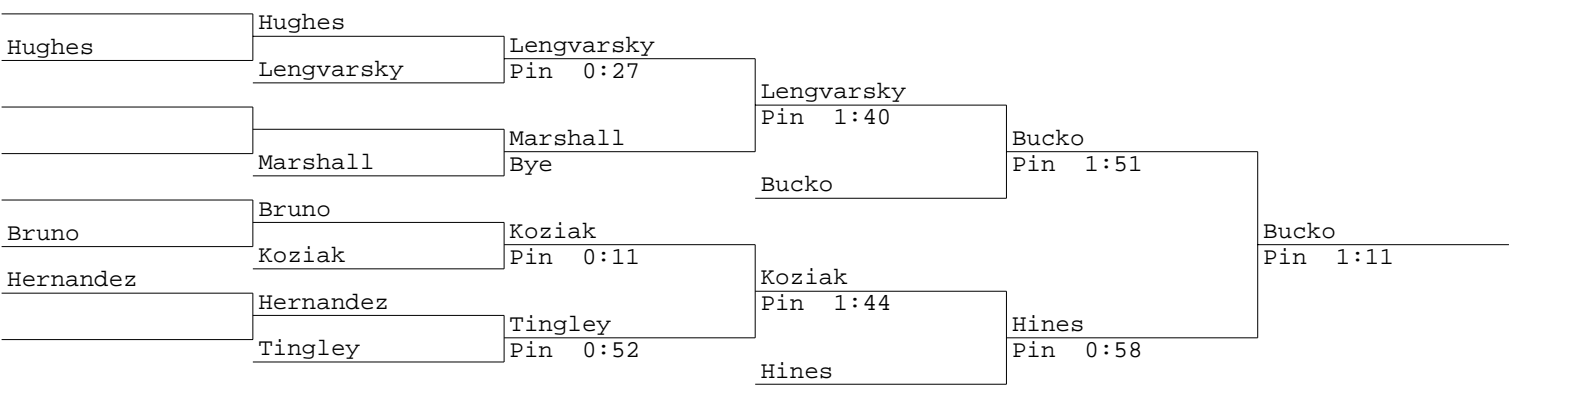 Hughes
Hughes
Lengvarsky
Lengvarsky
Pin 0:27
Lengvarsky
Pin 1:40
Marshall
Marshall
Bye
Bucko
Bucko
Pin 1:51
Bruno
Bruno
Koziak
Koziak
Pin 0:11
Bucko
Pin 1:11
Hernandez
Hernandez
Koziak
Pin 1:44
Tingley
Tingley
Pin 0:52
Hines
Pin 0:58
Hines